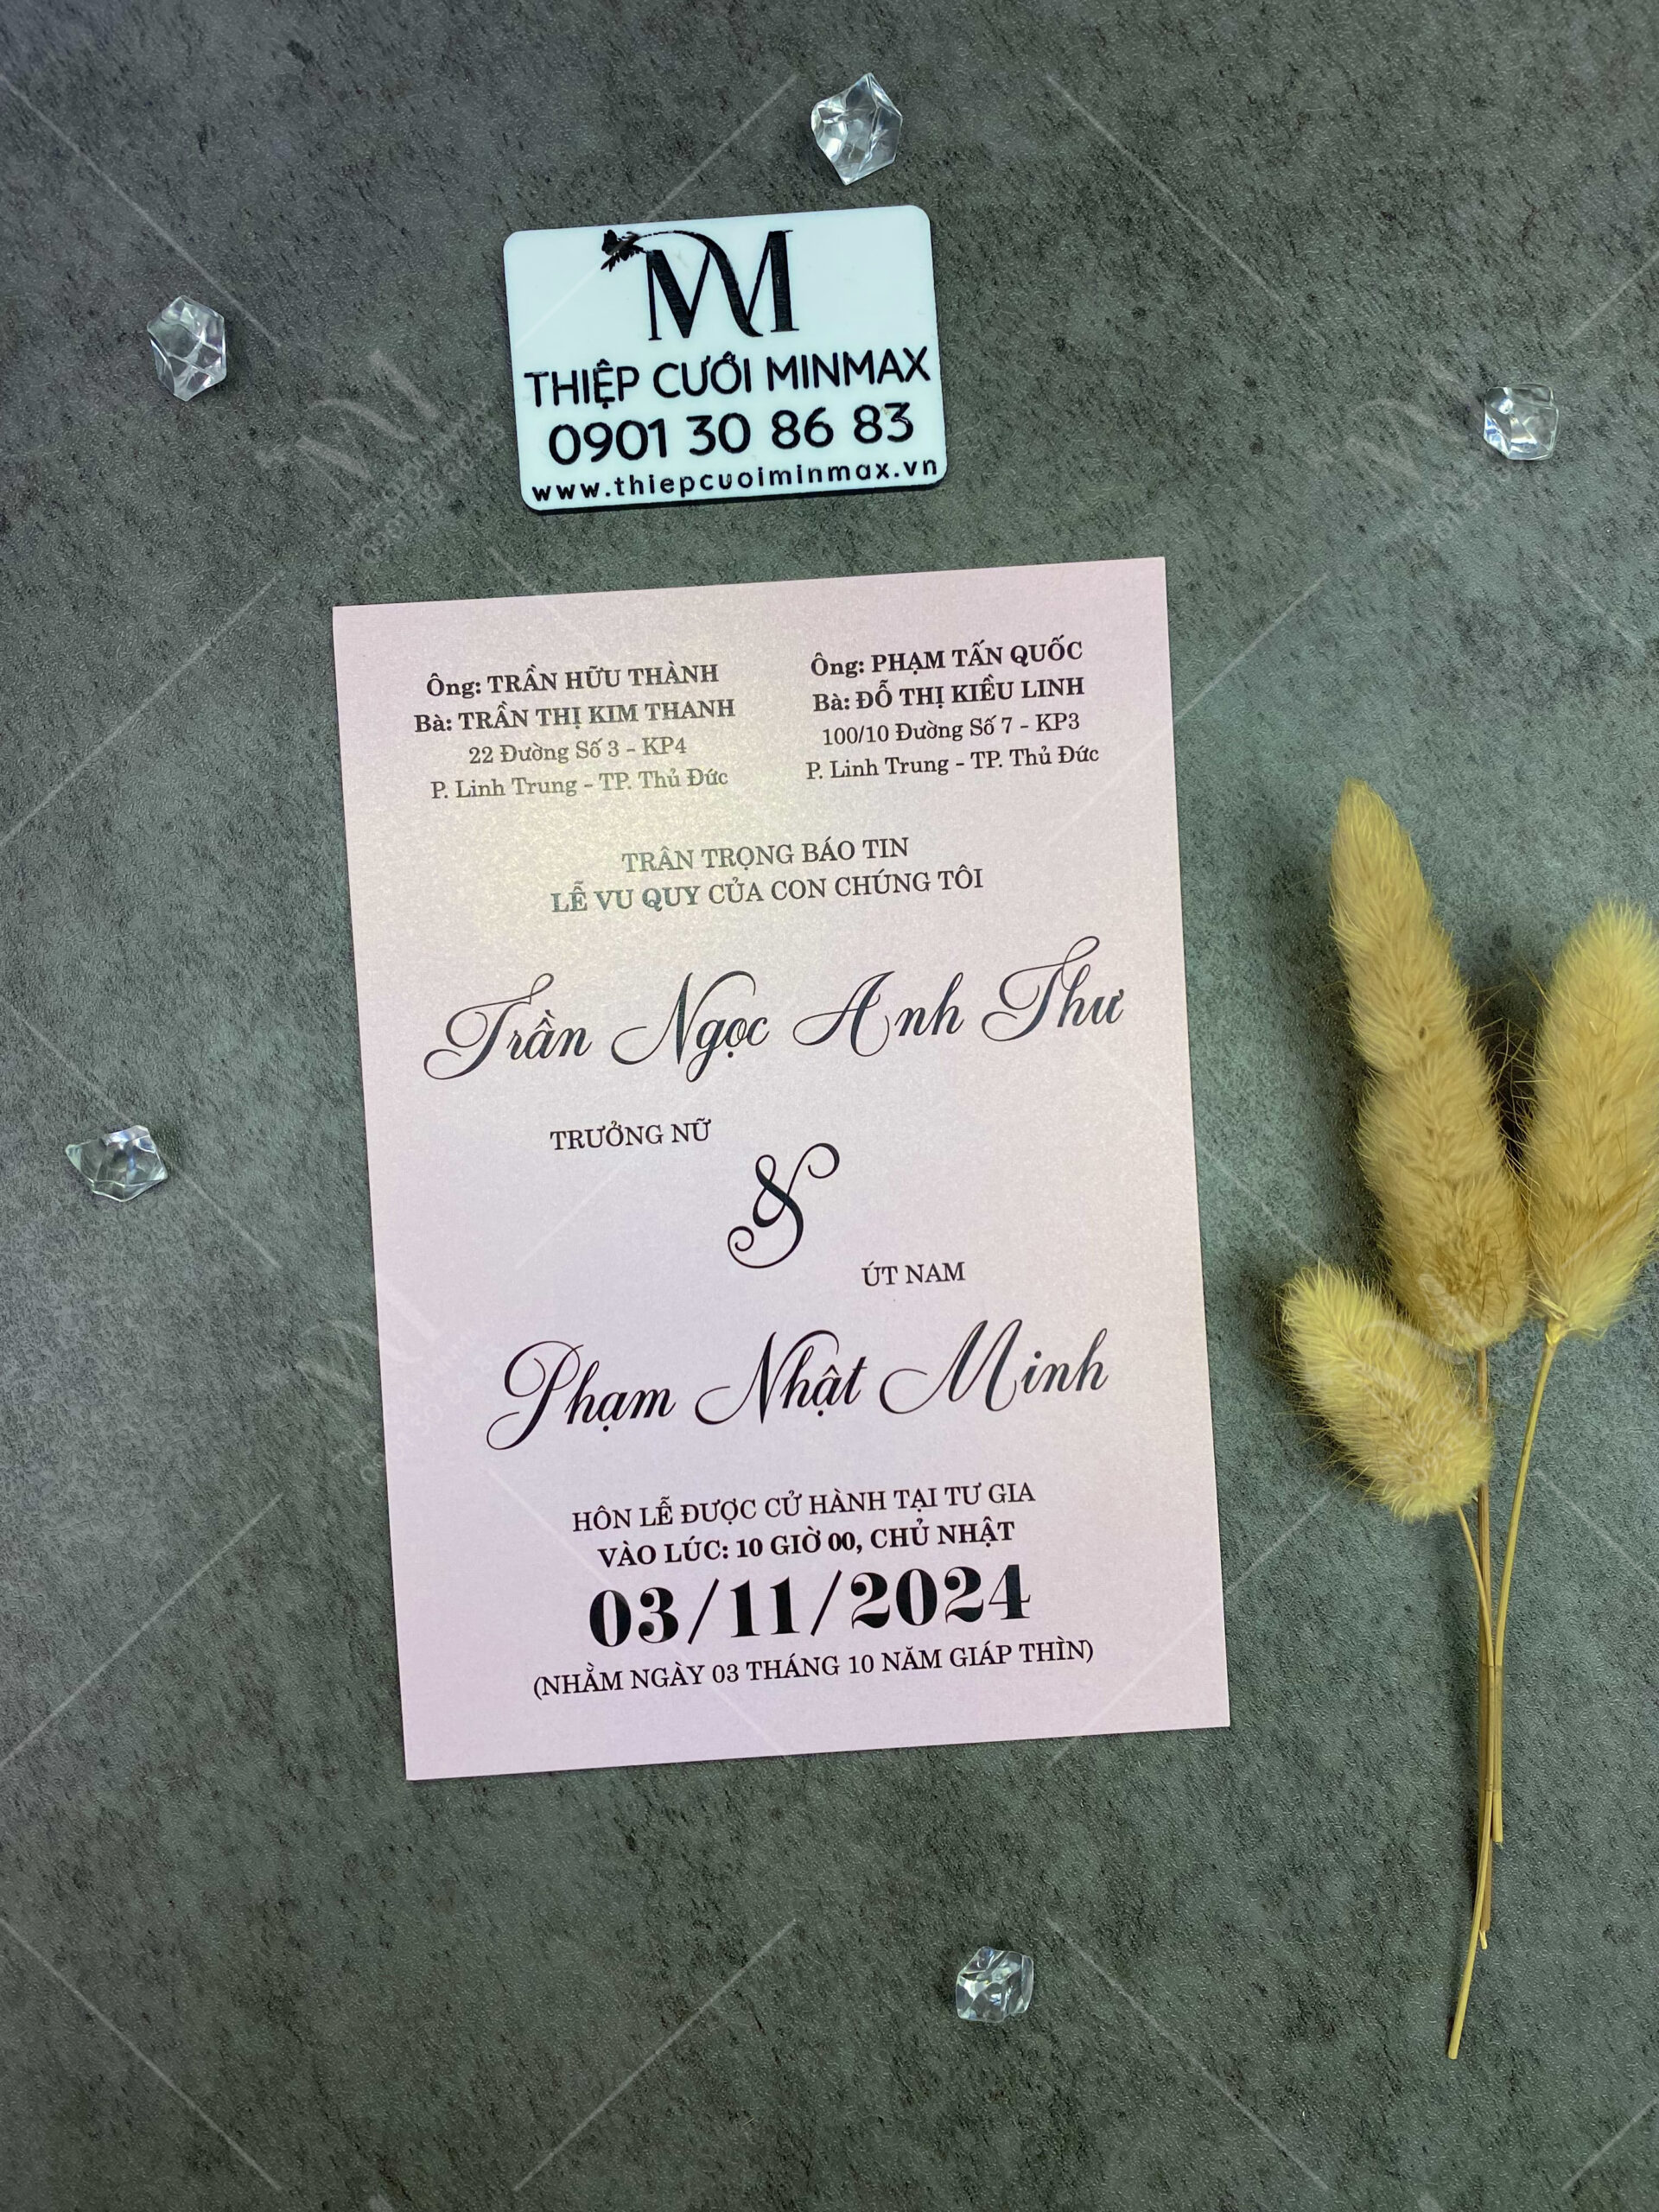 THIỆP CƯỚI MINMAX
0901 30 86 83
www.thiepcuoiminmax.vn
Ông: TRẦN HỮU THÀNH
Bà: TRẦN THỊ KIM THANH
22 Đường Số 3 - KP4
P. Linh Trung - TP. Thủ Đức
Ông: PHẠM TẤN QUỐC
Bà: ĐỖ THỊ KIỀU LINH
100/10 Đường Số 7 - KP3
P. Linh Trung - TP. Thủ Đức
TRÂN TRỌNG BÁO TIN
LỄ VU QUY CỦA CON CHÚNG TÔI
Trần Ngọc Anh Thư
TRƯỞNG NỮ
&
ÚT NAM
Phạm Nhật Minh
HÔN LỄ ĐƯỢC CỬ HÀNH TẠI TƯ GIA
VÀO LÚC: 10 GIỜ 00, CHỦ NHẬT
03/11/2024
(NHẰM NGÀY 03 THÁNG 10 NĂM GIÁP THÌN)